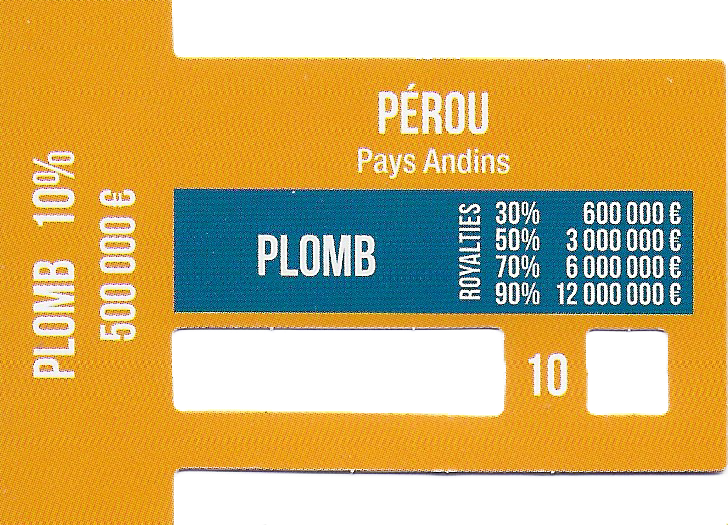 PLOMB 10%
500 000 €
PÉROU
Pays Andins
PLOMB
ROYALTIES
30% 600 000 €
50% 3 000 000 €
70% 6 000 000 €
90% 12 000 000 €
10